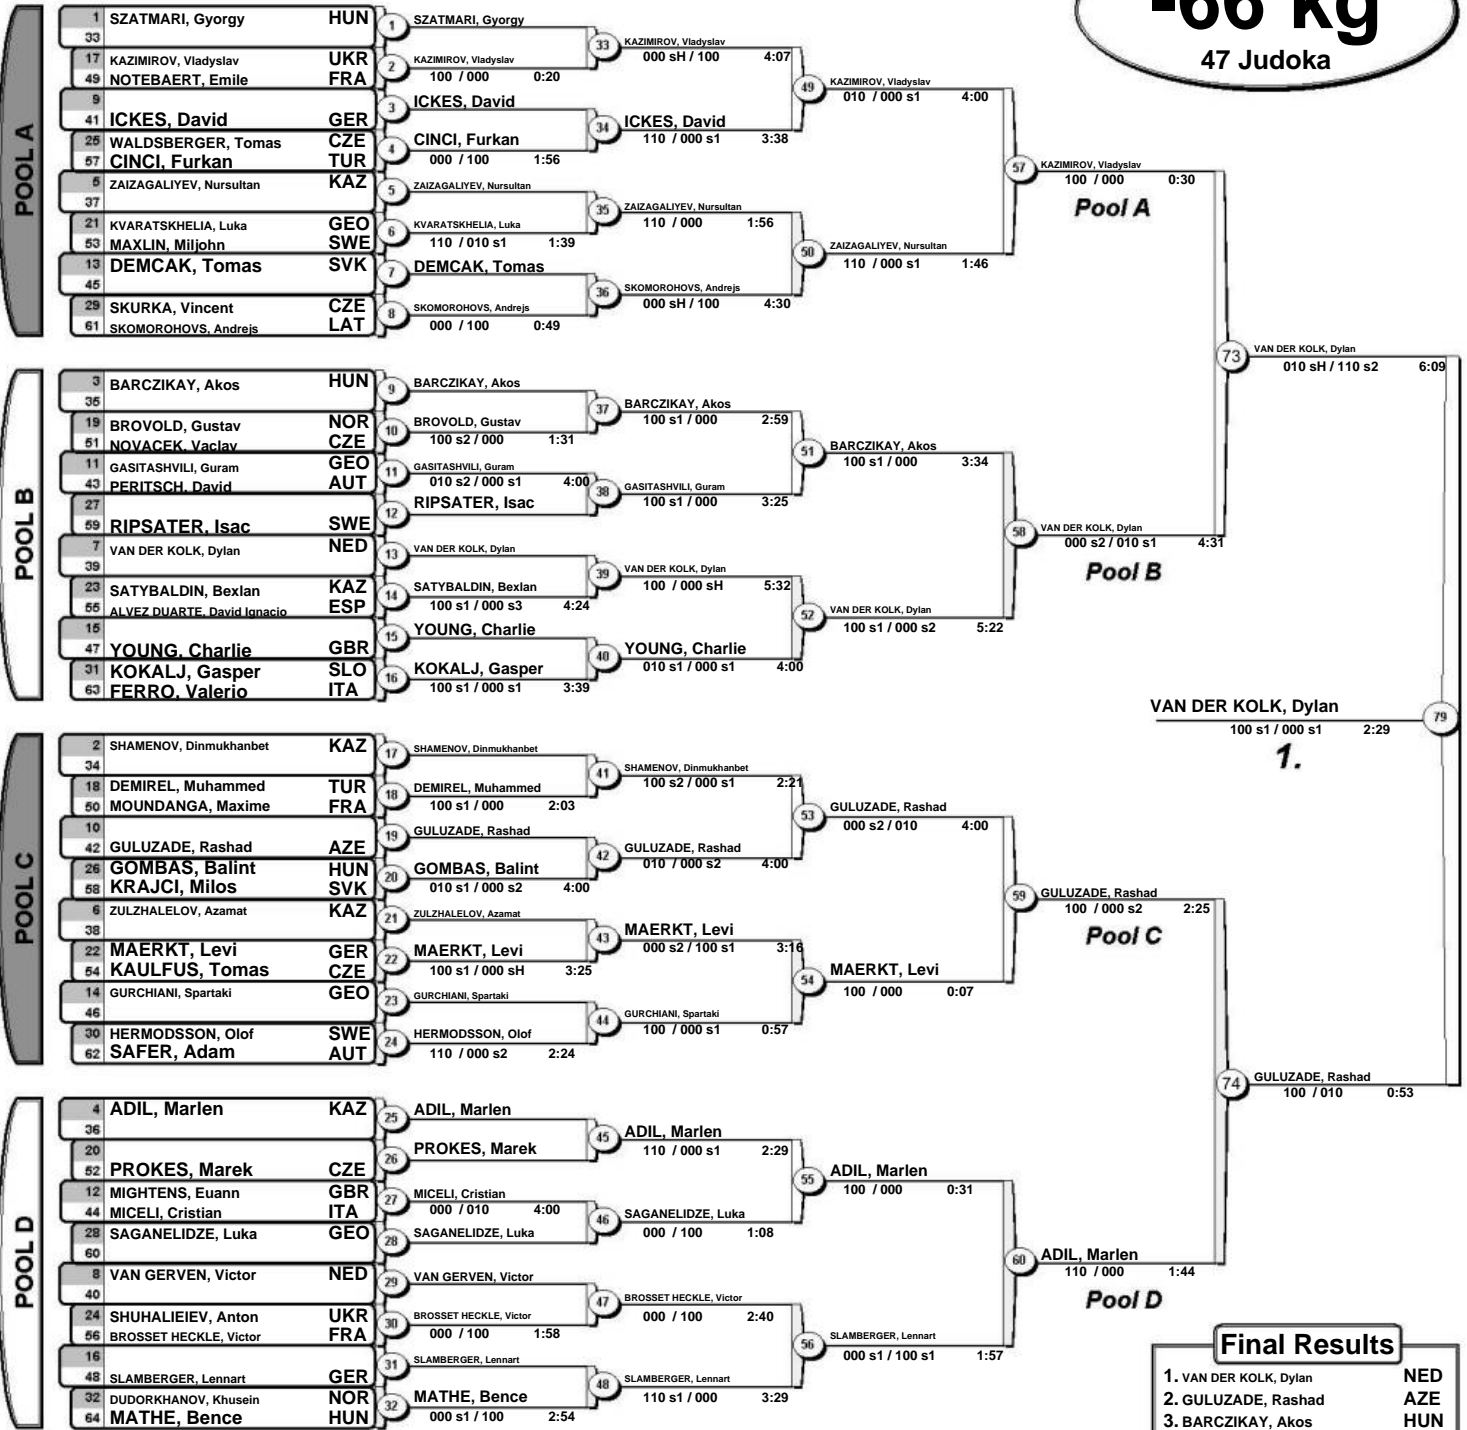 -66 kg
47 Judoka
POOL A
1 SZATMARI, Gyorgy HUN
33
17 KAZIMIROV, Vladyslav UKR
49 NOTEBAERT, Emile FRA
9
41 ICKES, David GER
25 WALDSBERGER, Tomas CZE
57 CINCI, Furkan TUR
5 ZAIZAGALIYEV, Nursultan KAZ
37
21 KVARATSKHELIA, Luka GEO
53 MAXLIN, Miljohn SWE
13 DEMCAK, Tomas SVK
45
29 SKURKA, Vincent CZE
61 SKOMOROHOVS, Andrejs LAT
1 SZATMARI, Gyorgy
2 KAZIMIROV, Vladyslav
100 / 000 0:20
3 ICKES, David
4 CINCI, Furkan
000 / 100 1:56
5 ZAIZAGALIYEV, Nursultan
6 KVARATSKHELIA, Luka
110 / 010 s1 1:39
7 DEMCAK, Tomas
8 SKOMOROHOVS, Andrejs
000 / 100 0:49
33 KAZIMIROV, Vladyslav
000 sH / 100 4:07
34 ICKES, David
110 / 000 s1 3:38
35 ZAIZAGALIYEV, Nursultan
110 / 000 1:56
36 SKOMOROHOVS, Andrejs
000 sH / 100 4:30
49 KAZIMIROV, Vladyslav
010 / 000 s1 4:00
50 ZAIZAGALIYEV, Nursultan
110 / 000 s1 1:46
57 KAZIMIROV, Vladyslav
100 / 000 0:30
Pool A
POOL B
3 BARCZIKAY, Akos HUN
35
19 BROVOLD, Gustav NOR
51 NOVACEK, Vaclav CZE
11 GASITASHVILI, Guram GEO
43 PERITSCH, David AUT
27
59 RIPSATER, Isac SWE
7 VAN DER KOLK, Dylan NED
39
23 SATYBALDIN, Bexlan KAZ
55 ALVEZ DUARTE, David Ignacio ESP
15
47 YOUNG, Charlie GBR
31 KOKALJ, Gasper SLO
63 FERRO, Valerio ITA
9 BARCZIKAY, Akos
10 BROVOLD, Gustav
100 s2 / 000 1:31
11 GASITASHVILI, Guram
010 s2 / 000 s1 4:00
12 RIPSATER, Isac
13 VAN DER KOLK, Dylan
14 SATYBALDIN, Bexlan
100 s1 / 000 s3 4:24
15 YOUNG, Charlie
16 KOKALJ, Gasper
100 s1 / 000 s1 3:39
37 BARCZIKAY, Akos
100 s1 / 000 2:59
38 GASITASHVILI, Guram
100 s1 / 000 3:25
39 VAN DER KOLK, Dylan
100 / 000 sH 5:32
40 YOUNG, Charlie
010 s1 / 000 s1 4:00
51 BARCZIKAY, Akos
100 s1 / 000 3:34
52 VAN DER KOLK, Dylan
100 s1 / 000 s2 5:22
58 VAN DER KOLK, Dylan
000 s2 / 010 s1 4:31
Pool B
73 VAN DER KOLK, Dylan
010 sH / 110 s2 6:09
79 VAN DER KOLK, Dylan
100 s1 / 000 s1 2:29
1.
POOL C
2 SHAMENOV, Dinmukhanbet KAZ
34
18 DEMIREL, Muhammed TUR
50 MOUNDANGA, Maxime FRA
10
42 GULUZADE, Rashad AZE
26 GOMBAS, Balint HUN
58 KRAJCI, Milos SVK
6 ZULZHALELOV, Azamat KAZ
38
22 MAERKT, Levi GER
54 KAULFUS, Tomas CZE
14 GURCHIANI, Spartaki GEO
46
30 HERMODSSON, Olof SWE
62 SAFER, Adam AUT
17 SHAMENOV, Dinmukhanbet
18 DEMIREL, Muhammed
100 s1 / 000 2:03
19 GULUZADE, Rashad
20 GOMBAS, Balint
010 s1 / 000 s2 4:00
21 ZULZHALELOV, Azamat
22 MAERKT, Levi
100 s1 / 000 sH 3:25
23 GURCHIANI, Spartaki
24 HERMODSSON, Olof
110 / 000 s2 2:24
41 SHAMENOV, Dinmukhanbet
100 s2 / 000 s1 2:21
42 GULUZADE, Rashad
010 / 000 s2 4:00
43 MAERKT, Levi
000 s2 / 100 s1 3:16
44 GURCHIANI, Spartaki
100 / 000 s1 0:57
53 GULUZADE, Rashad
000 s2 / 010 4:00
54 MAERKT, Levi
100 / 000 0:07
59 GULUZADE, Rashad
100 / 000 s2 2:25
Pool C
74 GULUZADE, Rashad
100 / 010 0:53
POOL D
4 ADIL, Marlen KAZ
36
20
52 PROKES, Marek CZE
12 MIGHTENS, Euann GBR
44 MICELI, Cristian ITA
28 SAGANELIDZE, Luka GEO
60
8 VAN GERVEN, Victor NED
40
24 SHUHALIEIEV, Anton UKR
56 BROSSET HECKLE, Victor FRA
16
48 SLAMBERGER, Lennart GER
32 DUDORKHANOV, Khusein NOR
64 MATHE, Bence HUN
25 ADIL, Marlen
26 PROKES, Marek
27 MICELI, Cristian
000 / 010 4:00
28 SAGANELIDZE, Luka
29 VAN GERVEN, Victor
30 BROSSET HECKLE, Victor
000 / 100 1:58
31 SLAMBERGER, Lennart
32 MATHE, Bence
000 s1 / 100 2:54
45 ADIL, Marlen
110 / 000 s1 2:29
46 SAGANELIDZE, Luka
000 / 100 1:08
47 BROSSET HECKLE, Victor
000 / 100 2:40
48 SLAMBERGER, Lennart
110 s1 / 000 3:29
55 ADIL, Marlen
100 / 000 0:31
56 SLAMBERGER, Lennart
000 s1 / 100 s1 1:57
60 ADIL, Marlen
110 / 000 1:44
Pool D
Final Results
1. VAN DER KOLK, Dylan NED
2. GULUZADE, Rashad AZE
3. BARCZIKAY, Akos HUN